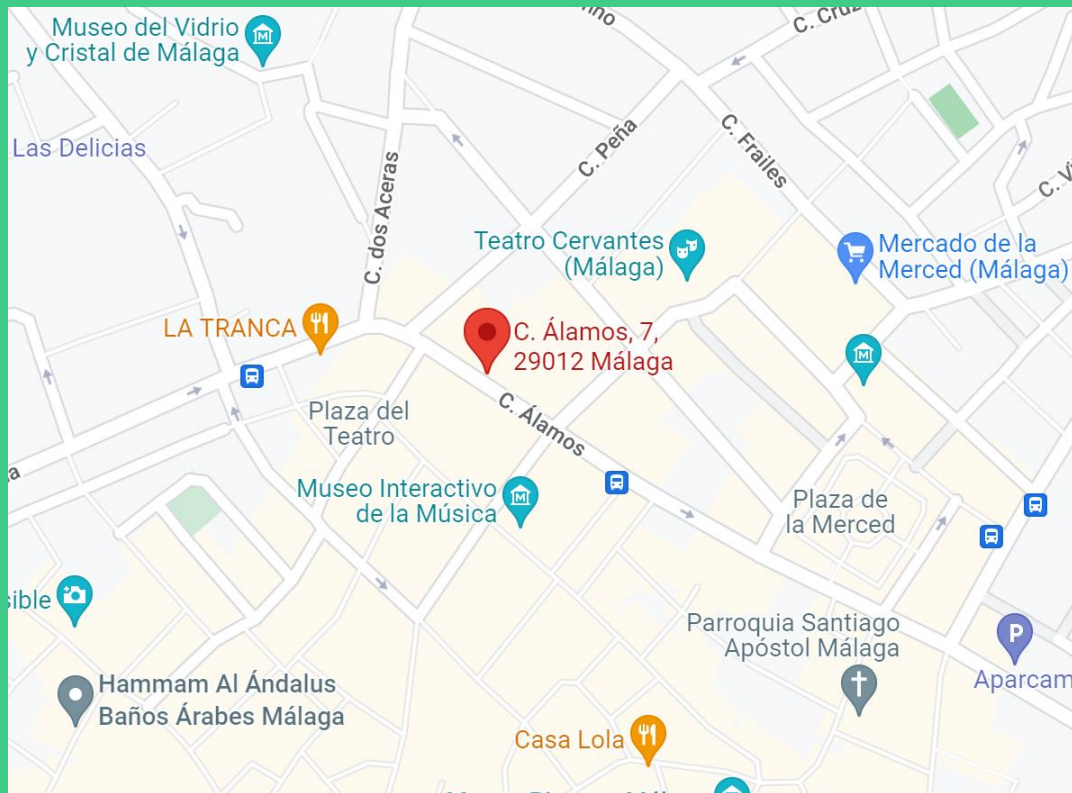 Museo del Vidrio
y Cristal de Málaga
C. Cruz
Las Delicias
C. Peña
C. Frailes
C. dos Aceras
Teatro Cervantes
(Málaga)
Mercado de la
Merced (Málaga)
LA TRANCA
C. Álamos, 7,
29012 Málaga
Plaza del
Teatro
C. Álamos
Museo Interactivo
de la Música
Plaza de
la Merced
Parroquia Santiago
Apóstol Málaga
P
Aparcam
Hammam Al Ándalus
Baños Árabes Málaga
Casa Lola